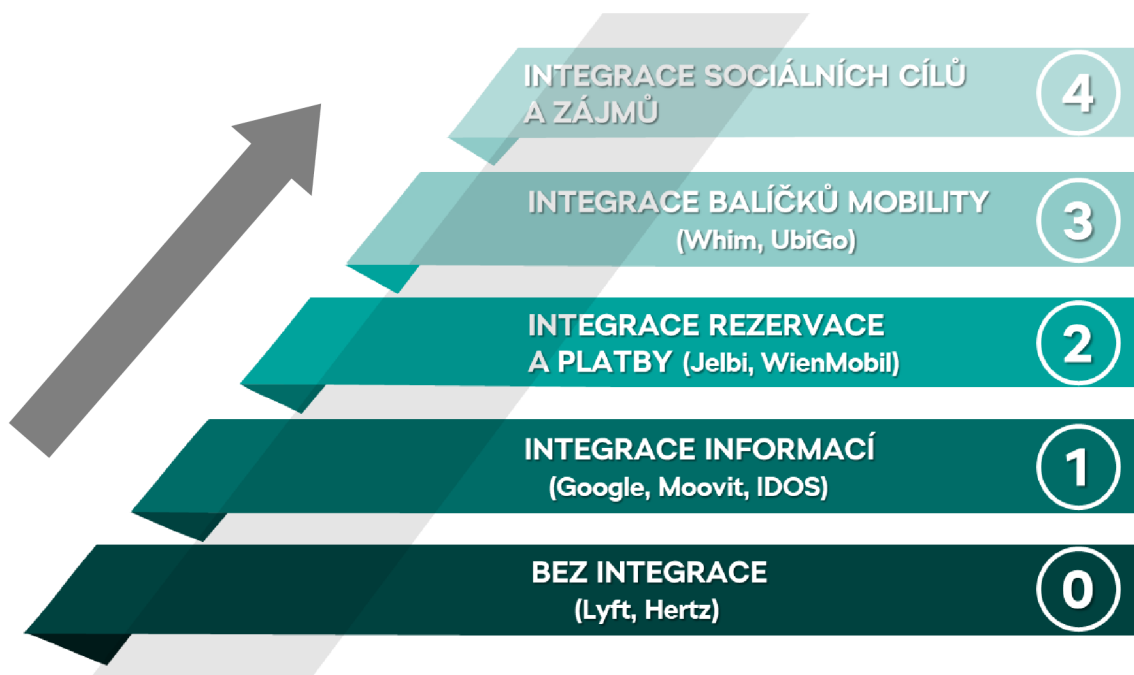 INTEGRACE SOCIÁLNÍCH CÍLŮ
A ZÁJMŮ
4
INTEGRACE BALÍČKŮ MOBILITY
(Whim, UbiGo)
3
INTEGRACE REZERVACE
A PLATBY (Jelbi, WienMobil)
2
INTEGRACE INFORMACÍ
(Google, Moovit, IDOS)
1
BEZ INTEGRACE
(Lyft, Hertz)
0